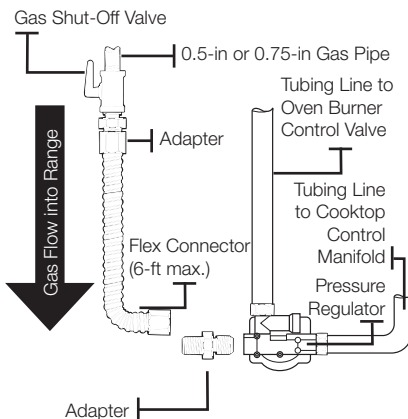 Gas Shut-Off Valve
0.5-in or 0.75-in Gas Pipe
Tubing Line to
Oven Burner
Control Valve
Adapter
Gas Flow into Range
Tubing Line
to Cooktop
Control
Manifold
Flex Connector
(6-ft max.)
Pressure
Regulator
Adapter